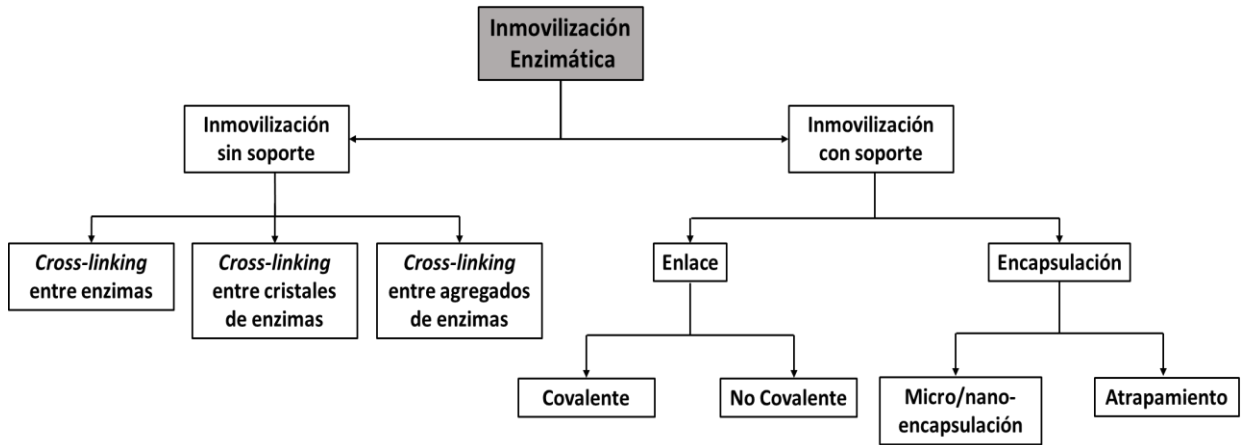 Inmovilización
Enzimática
Inmovilización
sin soporte
Inmovilización
con soporte
Cross-linking
entre enzimas
Cross-linking
entre cristales
de enzimas
Cross-linking
entre agregados
de enzimas
Enlace
Encapsulación
Covalente
No Covalente
Micro/nano-
encapsulación
Atrapamiento